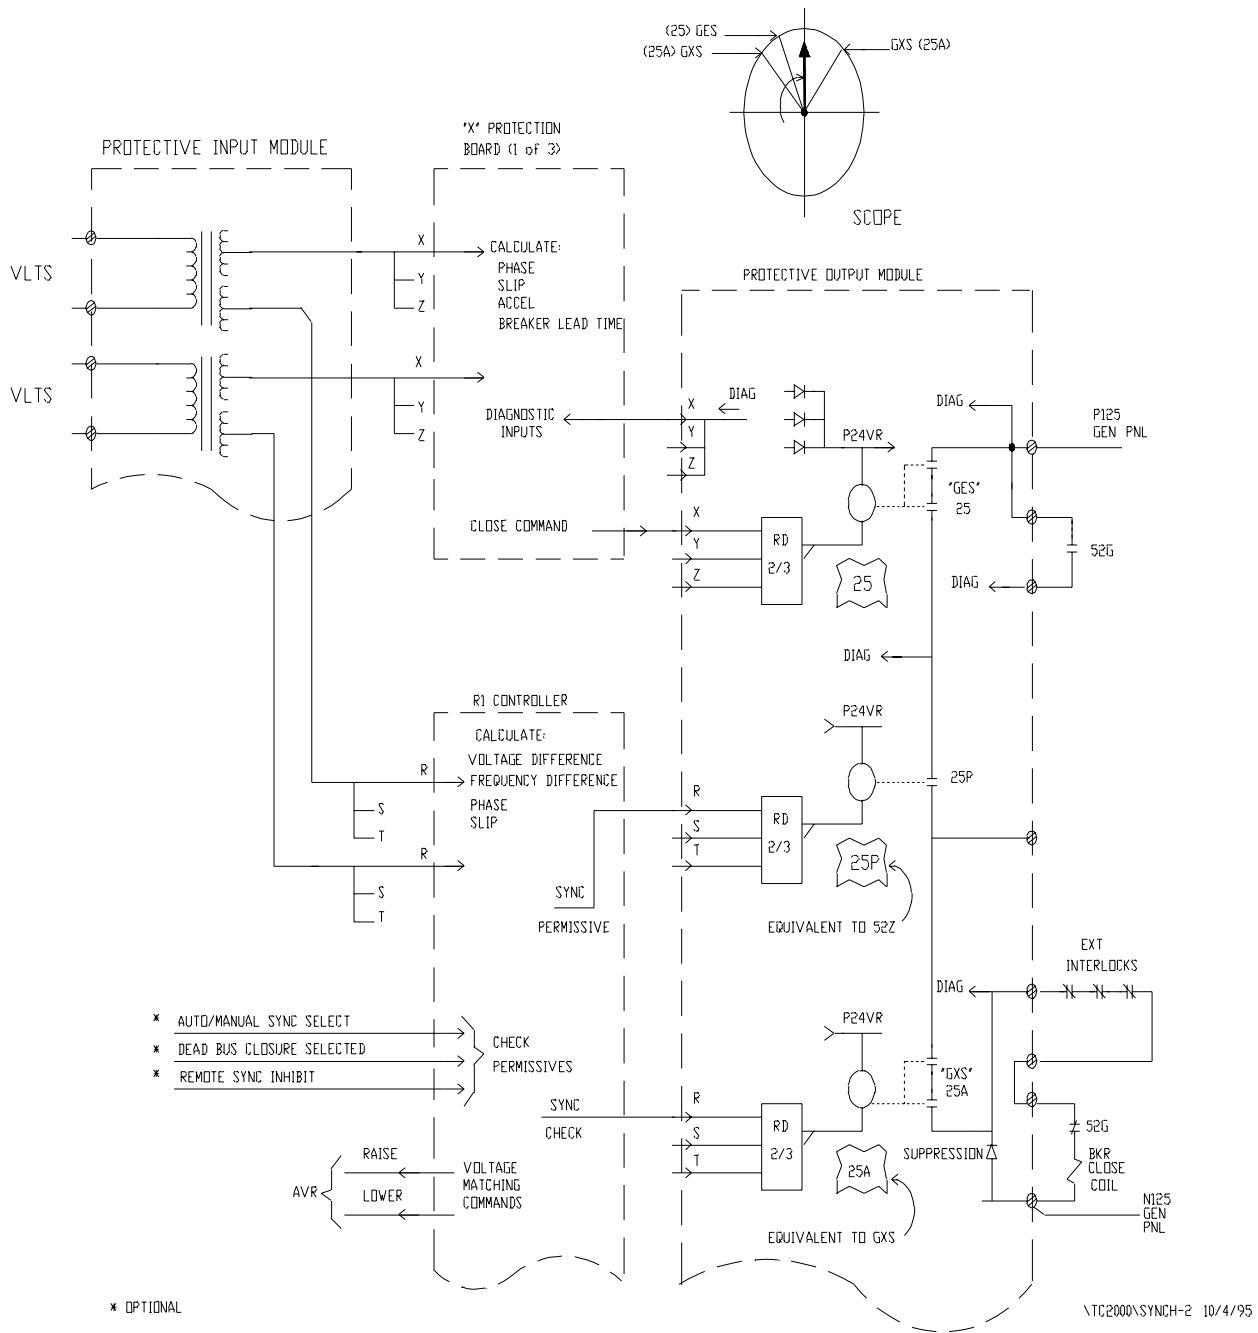 (25) GES
(25A) GXS
GXS (25A)
SCOPE
PROTECTIVE INPUT MODULE
"X" PROTECTION
BOARD (1 of 3)
VLTS
VLTS
X
Y
Z
X
Y
Z
CALCULATE:
PHASE
SLIP
ACCEL
BREAKER LEAD TIME
DIAGNOSTIC
INPUTS
CLOSE COMMAND
PROTECTIVE OUTPUT MODULE
X
Y
Z
DIAG
P24VR
DIAG
P125
GEN PNL
"GES"
25
X
Y
Z
RD
2/3
25
52G
DIAG
DIAG
R1 CONTROLLER
CALCULATE:
VOLTAGE DIFFERENCE
FREQUENCY DIFFERENCE
PHASE
SLIP
R
S
T
R
S
T
SYNC
PERMISSIVE
P24VR
R
S
T
RD
2/3
25P
25P
EQUIVALENT TO 52Z
EXT
INTERLOCKS
DIAG
* AUTO/MANUAL SYNC SELECT
* DEAD BUS CLOSURE SELECTED
* REMOTE SYNC INHIBIT
CHECK
PERMISSIVES
SYNC
CHECK
P24VR
R
S
T
RD
2/3
"GXS"
25A
25A
SUPPRESSION
52G
BKR
CLOSE
COIL
N125
GEN
PNL
EQUIVALENT TO GXS
AVR
RAISE
LOWER
VOLTAGE
MATCHING
COMMANDS
* OPTIONAL
\TC2000\SYNCH-2 10/4/95